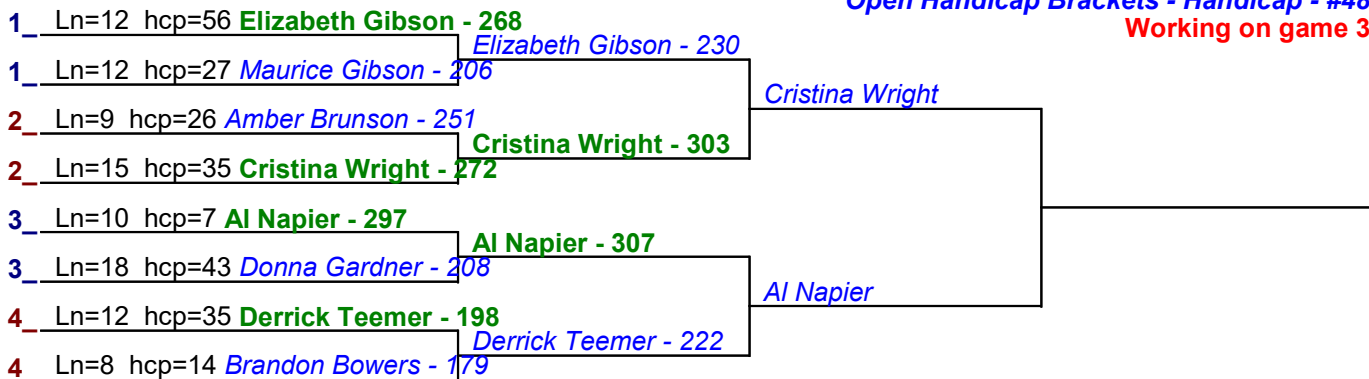 Open Handicap Brackets - Handicap - #48
Working on game 3
1_ Ln=12 hcp=56 Elizabeth Gibson - 268
Elizabeth Gibson - 230
1_ Ln=12 hcp=27 Maurice Gibson - 206
Cristina Wright
2_ Ln=9 hcp=26 Amber Brunson - 251
Cristina Wright - 303
2_ Ln=15 hcp=35 Cristina Wright - 272
3_ Ln=10 hcp=7 Al Napier - 297
Al Napier - 307
3_ Ln=18 hcp=43 Donna Gardner - 208
Al Napier
4_ Ln=12 hcp=35 Derrick Teemer - 198
Derrick Teemer - 222
4 Ln=8 hcp=14 Brandon Bowers - 179